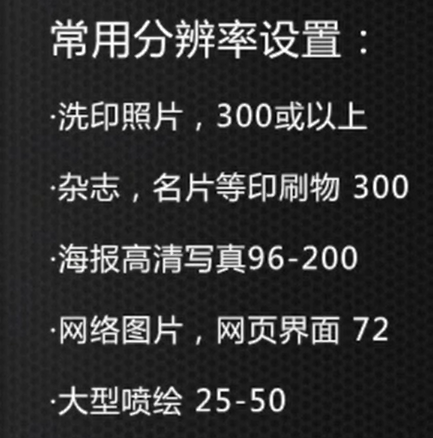 常用分辨率设置：
·洗印照片，300或以上
·杂志，名片等印刷物 300
·海报高清写真96-200
·网络图片，网页界面 72
·大型喷绘 25-50